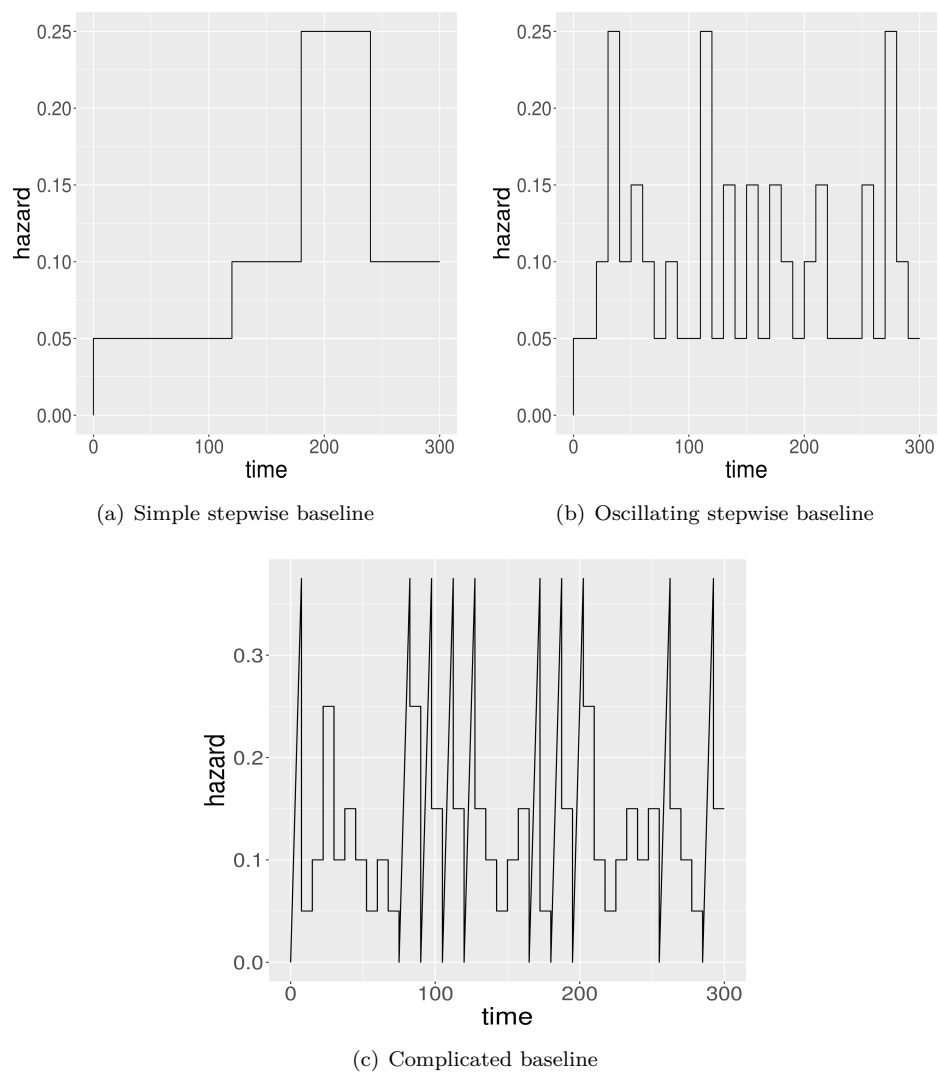 0.25
0.20
0.15
0.10
0.05
0.00
hazard
0 100 200 300
time
(a) Simple stepwise baseline
0.25
0.20
0.15
0.10
0.05
0.00
hazard
0 100 200 300
time
(b) Oscillating stepwise baseline
0.3
0.2
0.1
0.0
hazard
0 100 200 300
time
(c) Complicated baseline